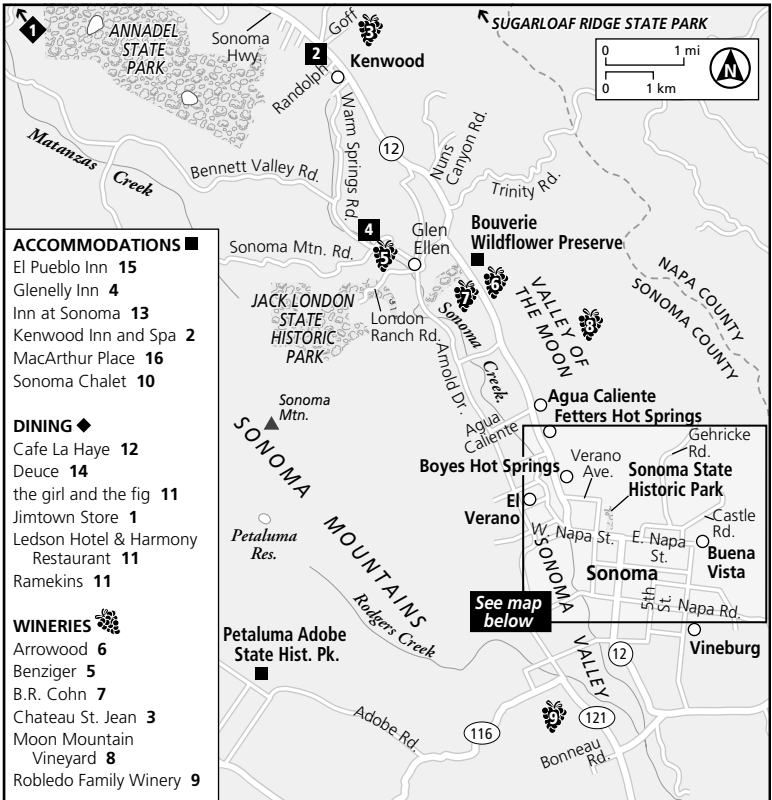 1
ANNADEL
STATE
PARK
Sonoma
Hwy.
2
Goff
3
Randolph
Kenwood
SUGARLOAF RIDGE STATE PARK
0 1 mi
0 1 km
N
Matanzas
Creek
Bennett Valley Rd.
Warm Springs Rd.
12
Nuns
Canyon Rd.
Trinity Rd.
4
Sonoma Mtn. Rd.
5
Glen
Ellen
Bouverie
Wildflower Preserve
7
6
JACK LONDON
STATE
HISTORIC
PARK
London
Ranch Rd.
Sonoma
Creek.
VALLEY OF
THE MOON
8
NAPA COUNTY
SONOMA COUNTY
Arnold Dr.
Sonoma
Mtn.
Agua
Caliente
Agua Caliente
Fetters Hot Springs
SONOMA
MOUNTAINS
Boyes Hot Springs
Verano
Ave.
Gehricke
Rd.
Sonoma State
Historic Park
El
Verano
Castle
Rd.
W. Napa St.
E. Napa
St.
Buena
Vista
Petaluma
Res.
SONOMA
VALLEY
Sonoma
5th
St.
Napa Rd.
See map
below
Rodgers Creek
Vineburg
12
Petaluma Adobe
State Hist. Pk.
Adobe Rd.
116
9
121
Bonneau
Rd.
ACCOMMODATIONS ■
El Pueblo Inn 15
Glenelly Inn 4
Inn at Sonoma 13
Kenwood Inn and Spa 2
MacArthur Place 16
Sonoma Chalet 10
DINING ◆
Cafe La Haye 12
Deuce 14
the girl and the fig 11
Jimtown Store 1
Ledson Hotel & Harmony
Restaurant 11
Ramekins 11
WINERIES
Arrowood 6
Benziger 5
B.R. Cohn 7
Chateau St. Jean 3
Moon Mountain
Vineyard 8
Robledo Family Winery 9